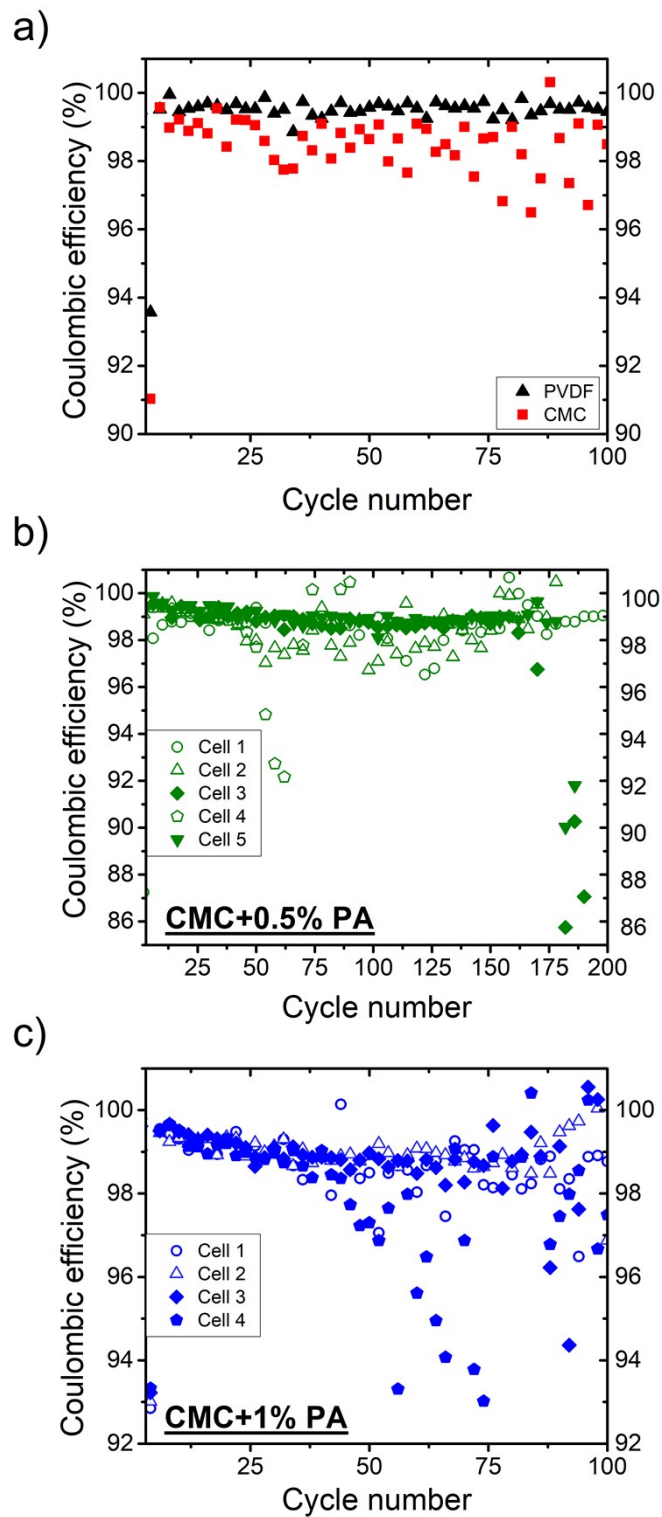 a)
Coulombic efficiency (%)
100
98
96
94
92
90
100
98
96
94
92
90
PVDF
CMC
25
50
75
100
Cycle number
b)
Coulombic efficiency (%)
100
98
96
94
92
90
88
86
100
98
96
94
92
90
88
86
Cell 1
Cell 2
Cell 3
Cell 4
Cell 5
CMC+0.5% PA
25
50
75
100
125
150
175
200
Cycle number
c)
Coulombic efficiency (%)
100
98
96
94
92
100
98
96
94
92
Cell 1
Cell 2
Cell 3
Cell 4
CMC+1% PA
25
50
75
100
Cycle number